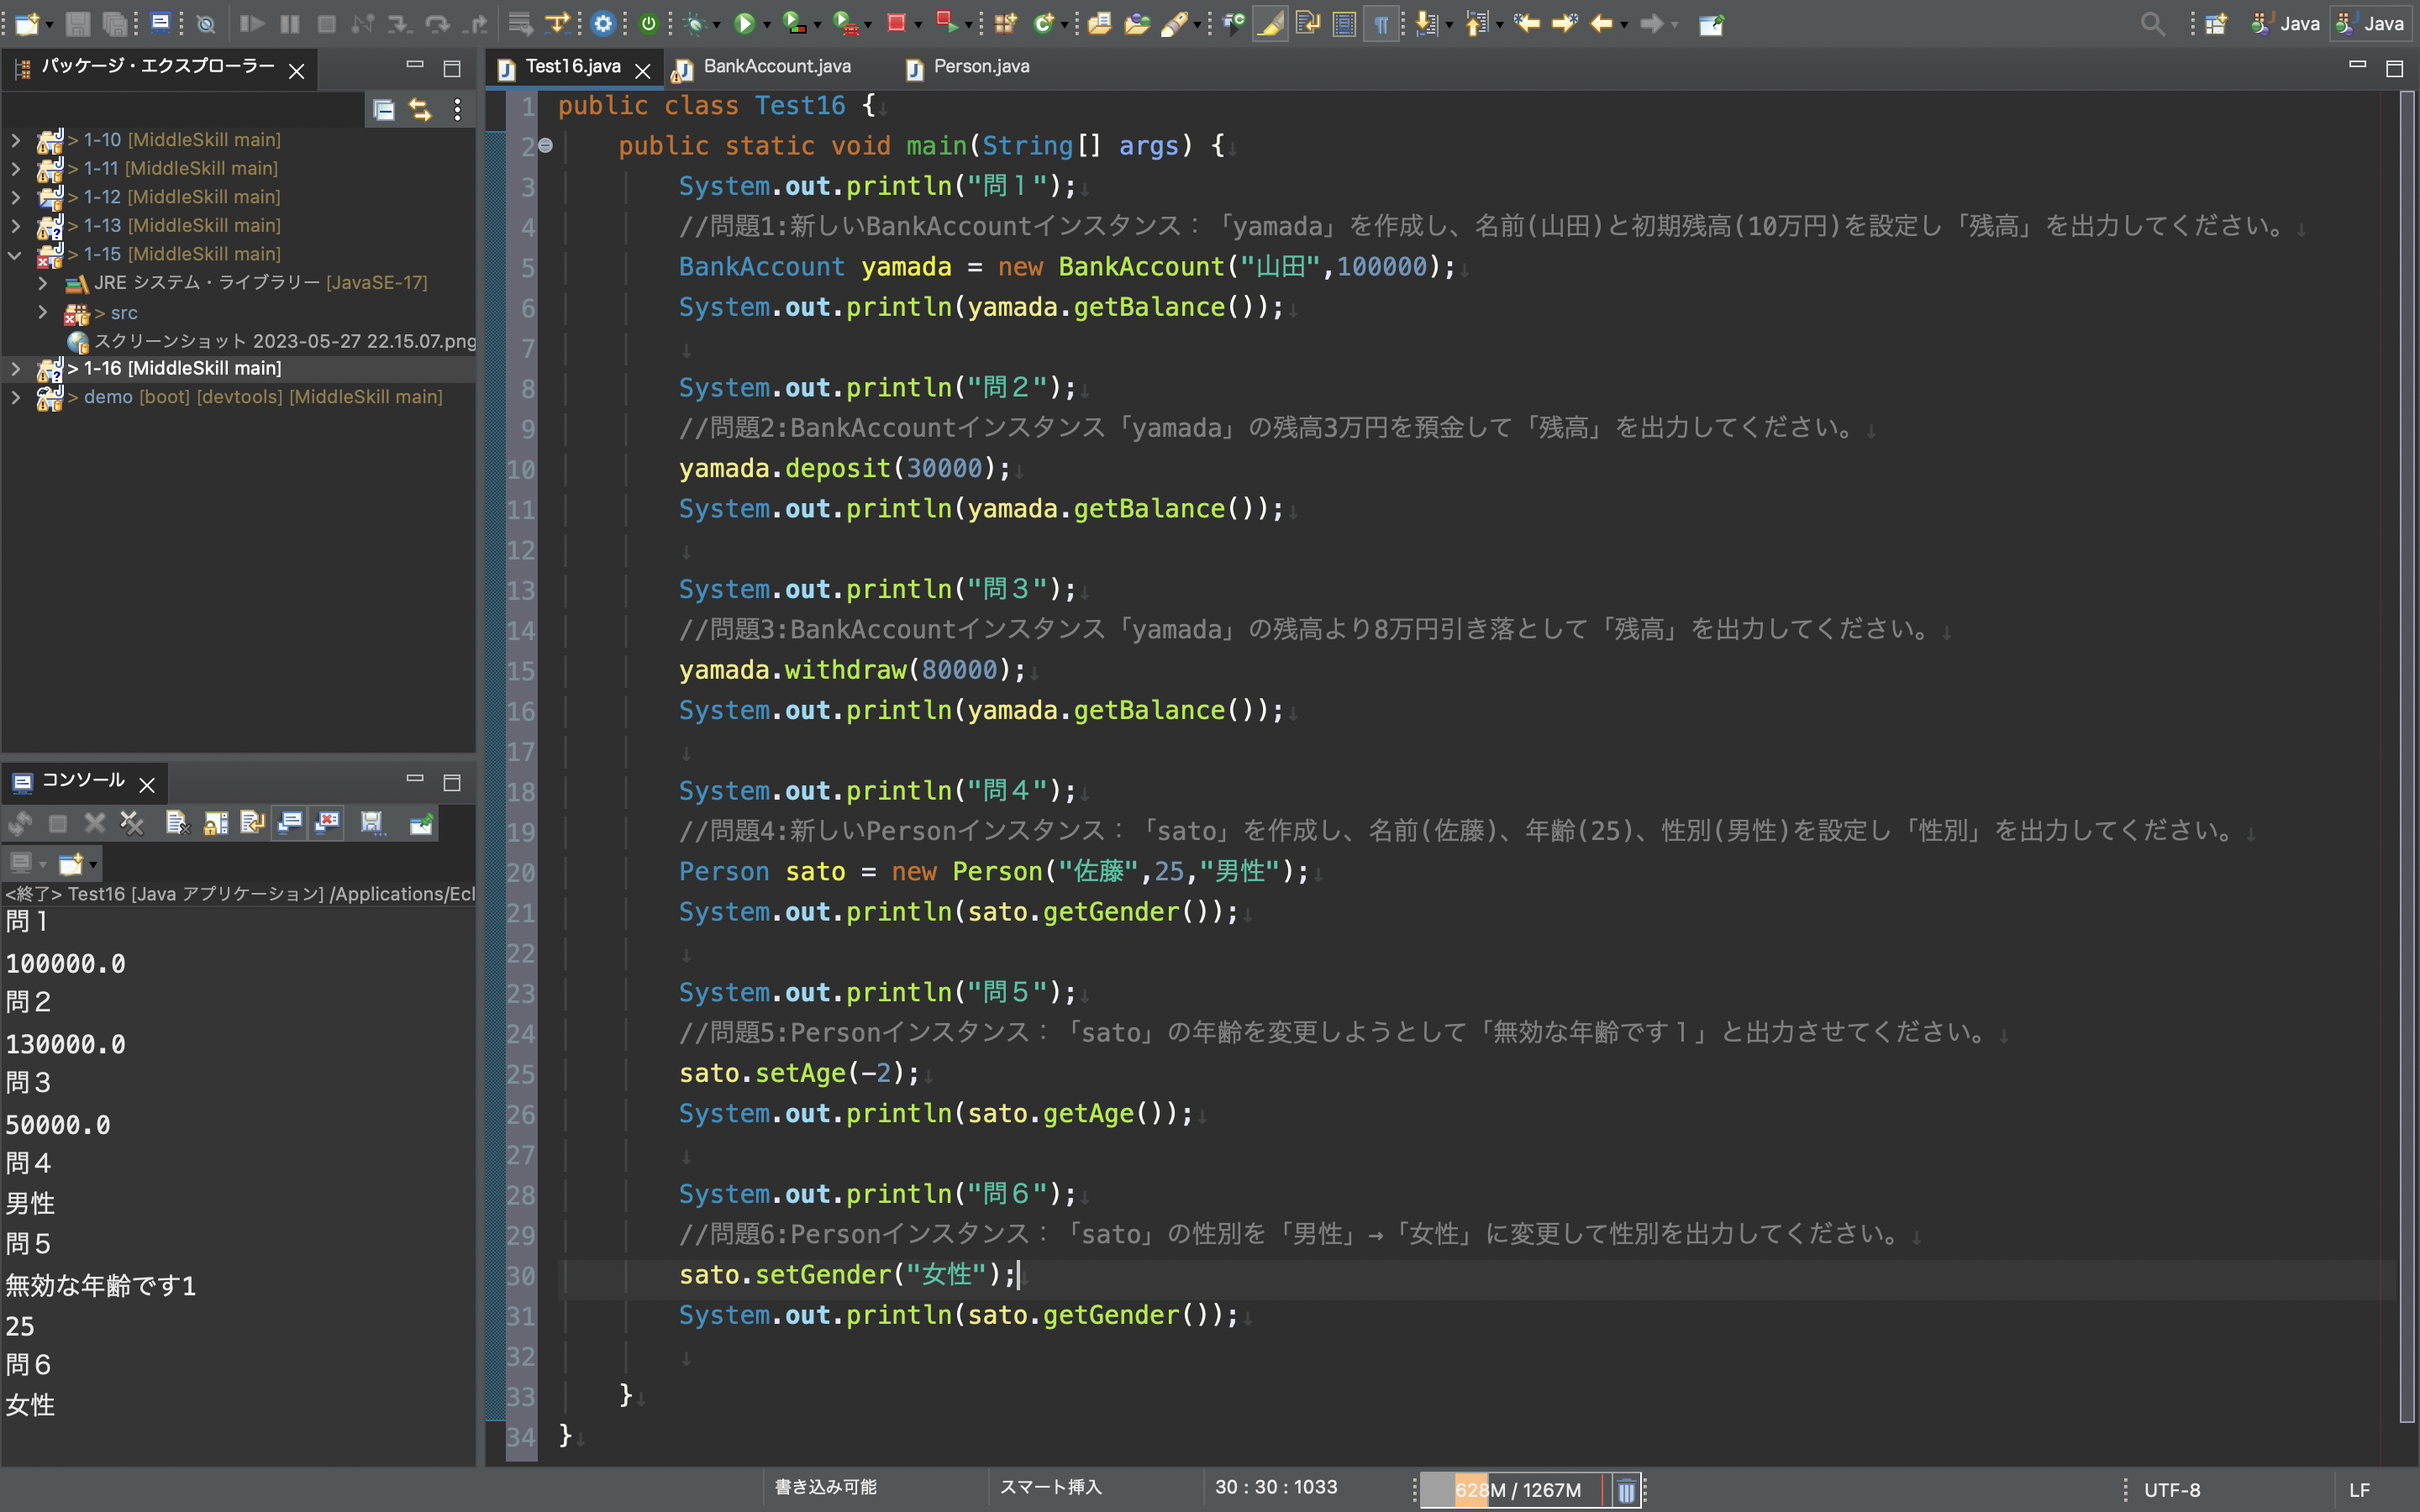 Java
Java
パッケージ・エクスプローラー
> 1-10 [MiddleSkill main]
> 1-11 [MiddleSkill main]
> 1-12 [MiddleSkill main]
> 1-13 [MiddleSkill main]
> 1-15 [MiddleSkill main]
JRE システム・ライブラリー [JavaSE-17]
> src
スクリーンショット 2023-05-27 22.15.07.png
> 1-16 [MiddleSkill main]
> demo [boot] [devtools] [MiddleSkill main]
コンソール
<終了> Test16 [Java アプリケーション] /Applications/Ecl
問１
100000.0
問２
130000.0
問３
50000.0
問４
男性
問５
無効な年齢です1
25
問６
女性
Test16.java
BankAccount.java
Person.java
1 public class Test16 {
2 public static void main(String[] args) {
3 System.out.println("問１");
4 //問題1:新しいBankAccountインスタンス：「yamada」を作成し、名前(山田)と初期残高(10万円)を設定し「残高」を出力してください。
5 BankAccount yamada = new BankAccount("山田",100000);
6 System.out.println(yamada.getBalance());
7
8 System.out.println("問２");
9 //問題2:BankAccountインスタンス「yamada」の残高3万円を預金して「残高」を出力してください。
10 yamada.deposit(30000);
11 System.out.println(yamada.getBalance());
12
13 System.out.println("問３");
14 //問題3:BankAccountインスタンス「yamada」の残高より8万円引き落として「残高」を出力してください。
15 yamada.withdraw(80000);
16 System.out.println(yamada.getBalance());
17
18 System.out.println("問４");
19 //問題4:新しいPersonインスタンス：「sato」を作成し、名前(佐藤)、年齢(25)、性別(男性)を設定し「性別」を出力してください。
20 Person sato = new Person("佐藤",25,"男性");
21 System.out.println(sato.getGender());
22
23 System.out.println("問５");
24 //問題5:Personインスタンス：「sato」の年齢を変更しようとして「無効な年齢です１」と出力させてください。
25 sato.setAge(-2);
26 System.out.println(sato.getAge());
27
28 System.out.println("問６");
29 //問題6:Personインスタンス：「sato」の性別を「男性」→「女性」に変更して性別を出力してください。
30 sato.setGender("女性");
31 System.out.println(sato.getGender());
32
33 }
34 }
書き込み可能
スマート挿入
30 : 30 : 1033
628M / 1267M
UTF-8
LF